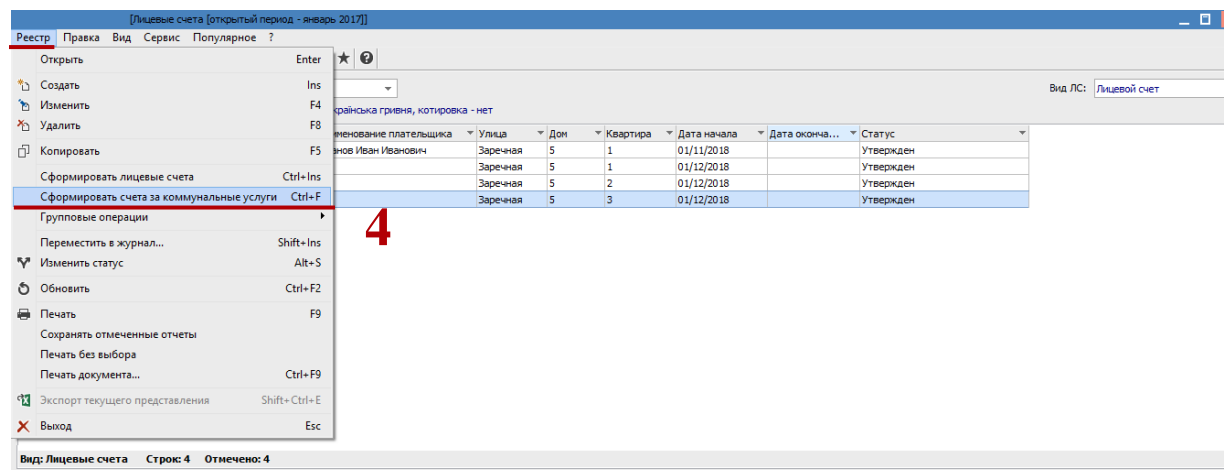 [Лицевые счета [открытый период - январь 2017]]
Реестр Правка Вид Сервис Популярное ?
Открыть Enter
Создать Ins
Вид ЛС: Лицевой счет
Изменить F4
країнська гривня, котировка - нет
Удалить F8
менование плательщика Улица Дом Квартира Дата начала Дата оконча... Статус
Копировать F5
анов Иван Иванович Заречная 5 1 01/11/2018 Утвержден
Заречная 5 1 01/12/2018 Утвержден
Сформировать лицевые счета Ctrl+Ins
Заречная 5 2 01/12/2018 Утвержден
Сформировать счета за коммунальные услуги Ctrl+F
Заречная 5 3 01/12/2018 Утвержден
Групповые операции
4
Переместить в журнал... Shift+Ins
Изменить статус Alt+S
Обновить Ctrl+F2
Печать F9
Сохранять отмеченные отчеты
Печать без выбора
Печать документа... Ctrl+F9
Экспорт текущего представления Shift+Ctrl+E
Выход Esc
Вид: Лицевые счета Строк: 4 Отмечено: 4